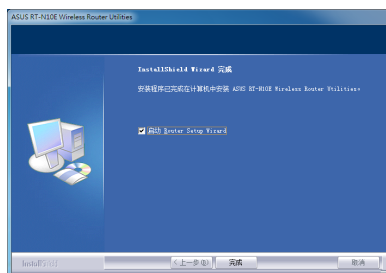 ASUS RT-N10E Wireless Router Utilities
InstallShield Wizard 完成
安装程序已完成在计算机中安装 ASUS RT-N10E Wireless Router Utilities。
启动 Router Setup Wizard
InstallShield
<上一步(B) 完成 取消